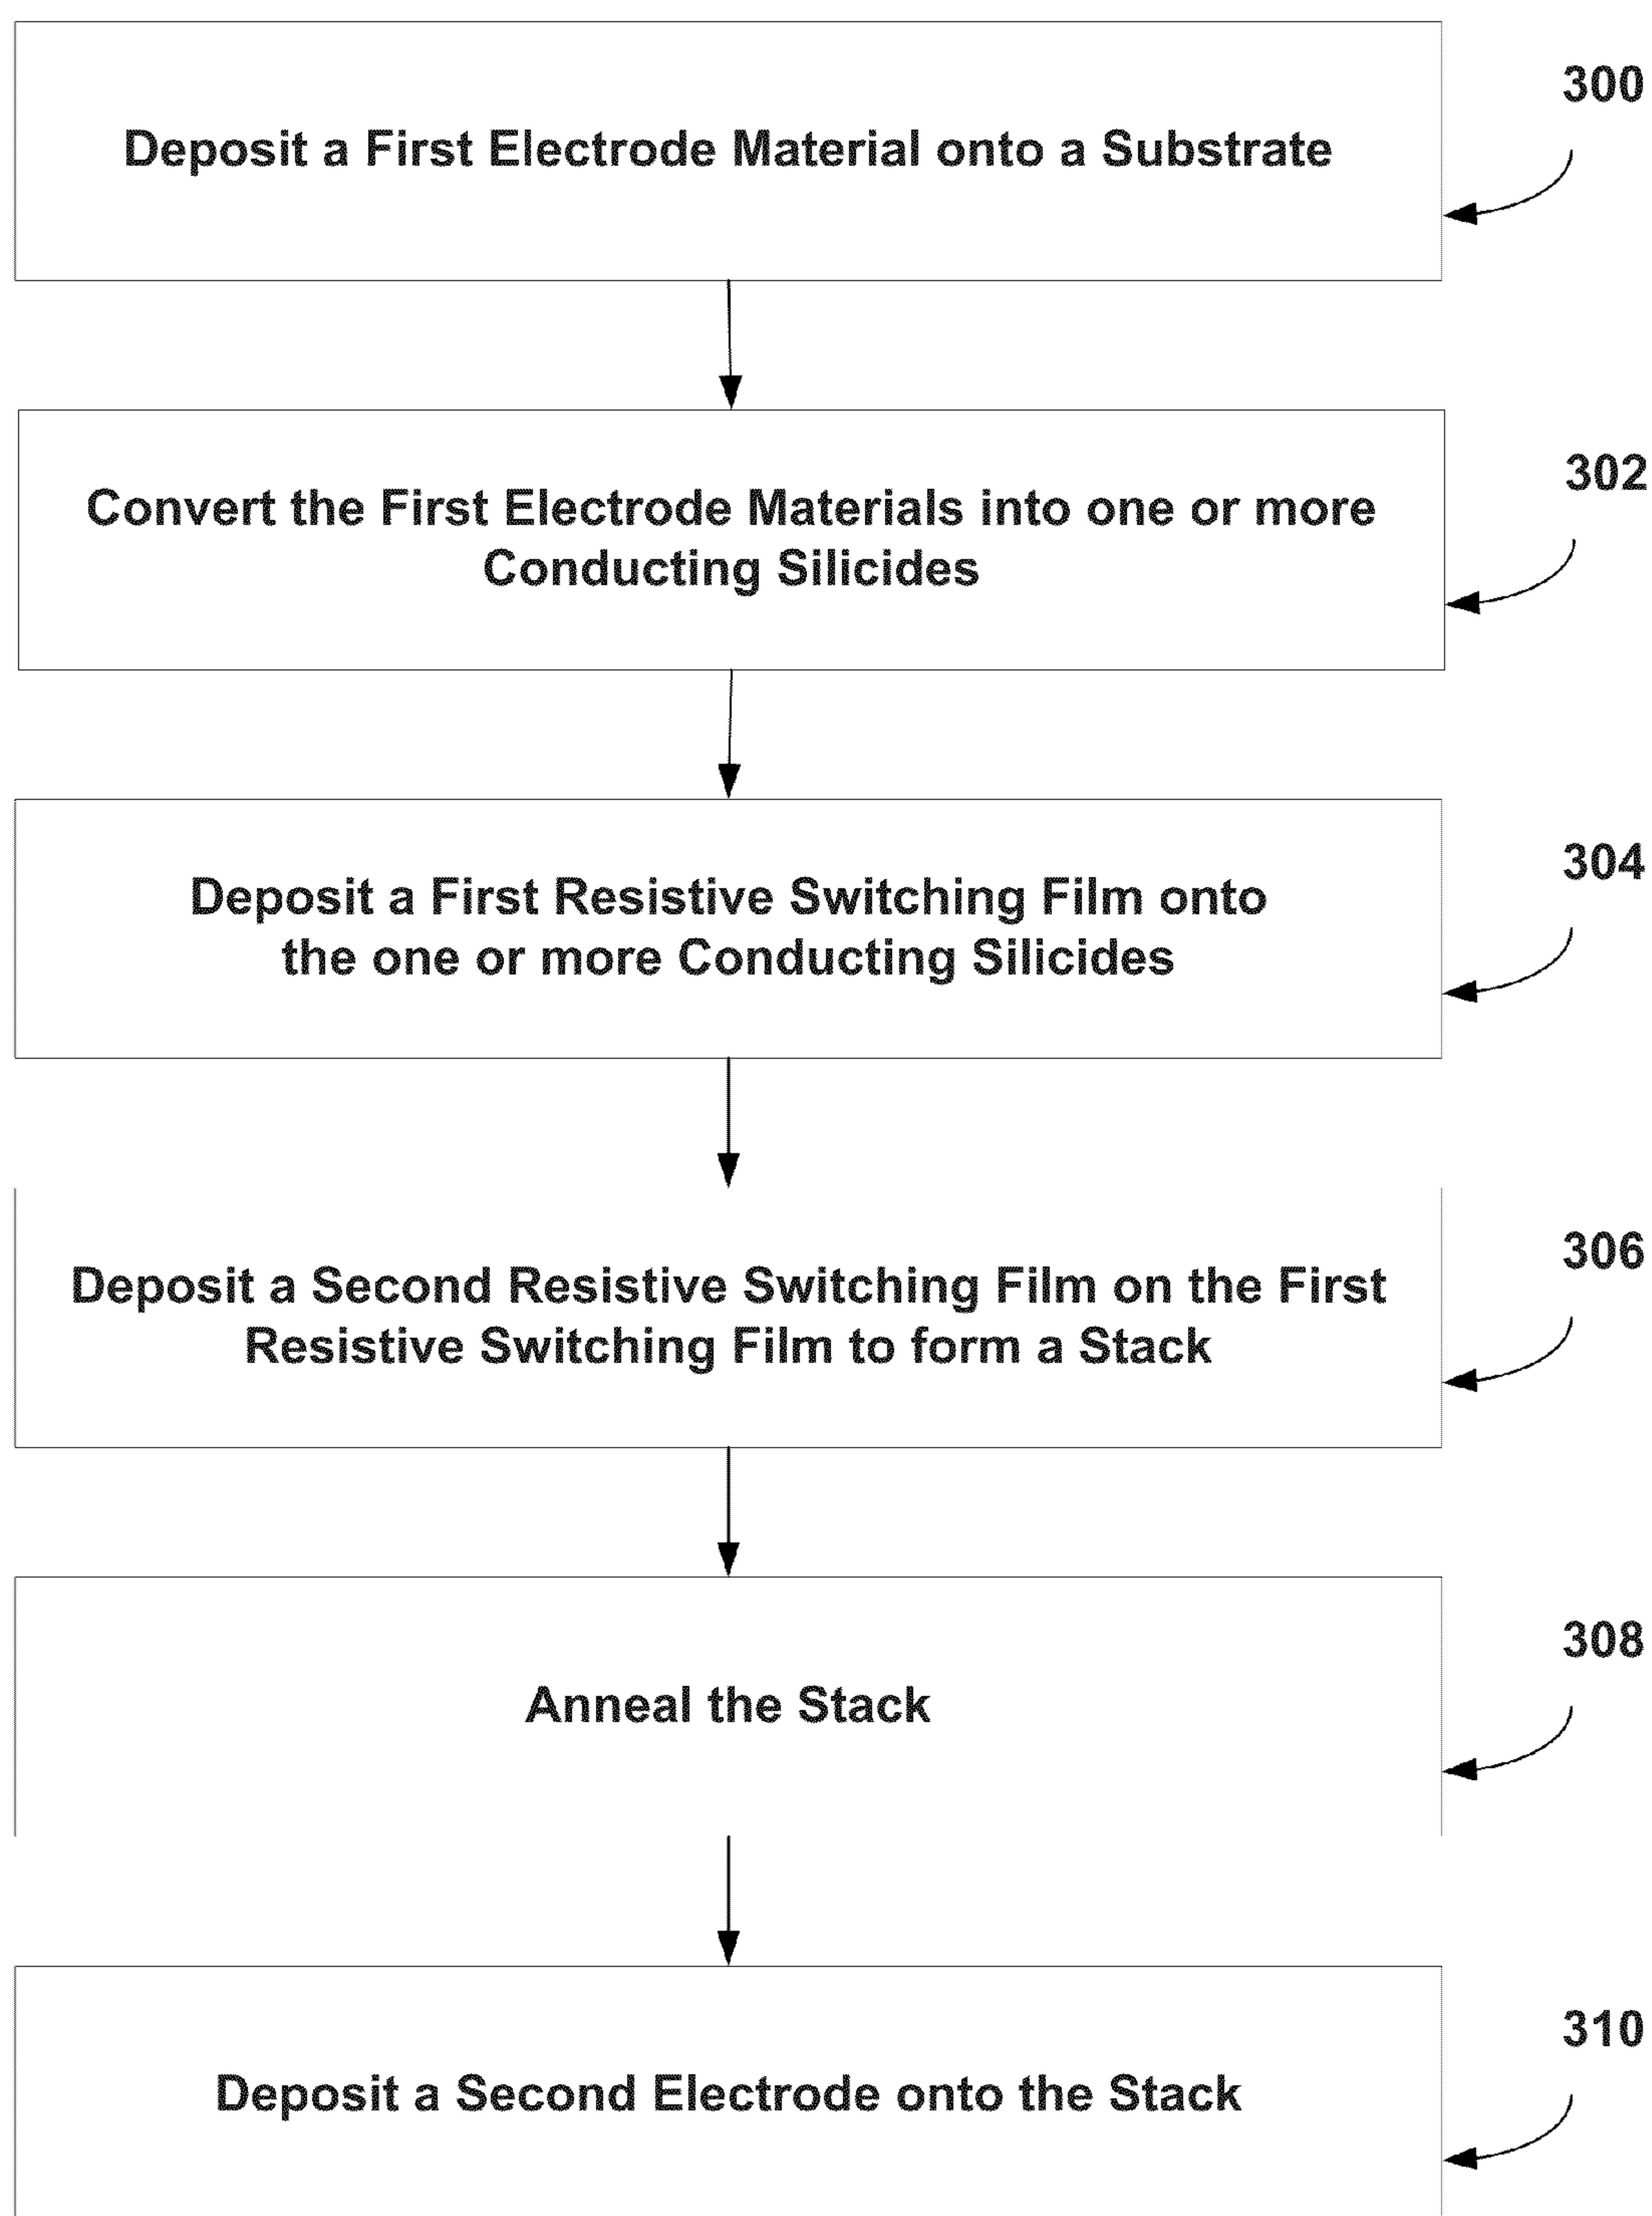 300
Deposit a First Electrode Material onto a Substrate
302
Convert the First Electrode Materials into one or more
Conducting Silicides
304
Deposit a First Resistive Switching Film onto
the one or more Conducting Silicides
306
Deposit a Second Resistive Switching Film on the First
Resistive Switching Film to form a Stack
308
Anneal the Stack
310
Deposit a Second Electrode onto the Stack